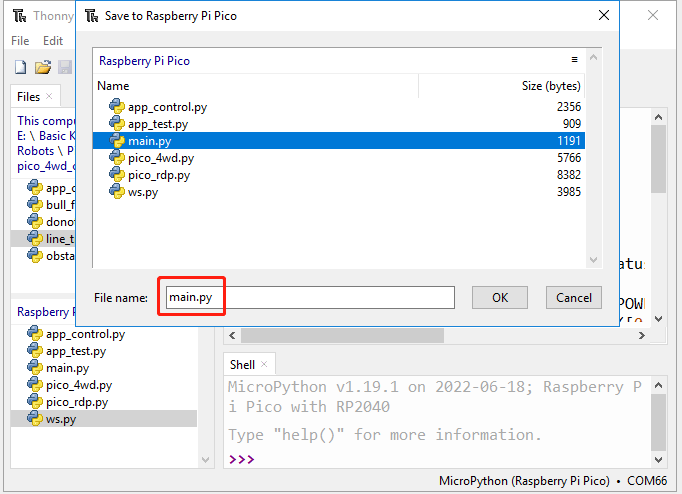 Thonny
Save to Raspberry Pi Pico
File Edit
Files
This compu
E: \ Basic K
Robots \ P
pico_4wd_c
app_c
bull_f
donot
line_t
obsta
Raspberry Pi Pico
Name Size (bytes)
app_control.py 2356
app_test.py 909
main.py 1191
pico_4wd.py 5766
pico_rdp.py 8382
ws.py 3985
File name: main.py OK Cancel
atu
POW
Raspberry
app_control.py
app_test.py
main.py
pico_4wd.py
pico_rdp.py
ws.py
Shell
MicroPython v1.19.1 on 2022-06-18; Raspberry P
i Pico with RP2040
Type "help()" for more information.
>>>
MicroPython (Raspberry Pi Pico) • COM66